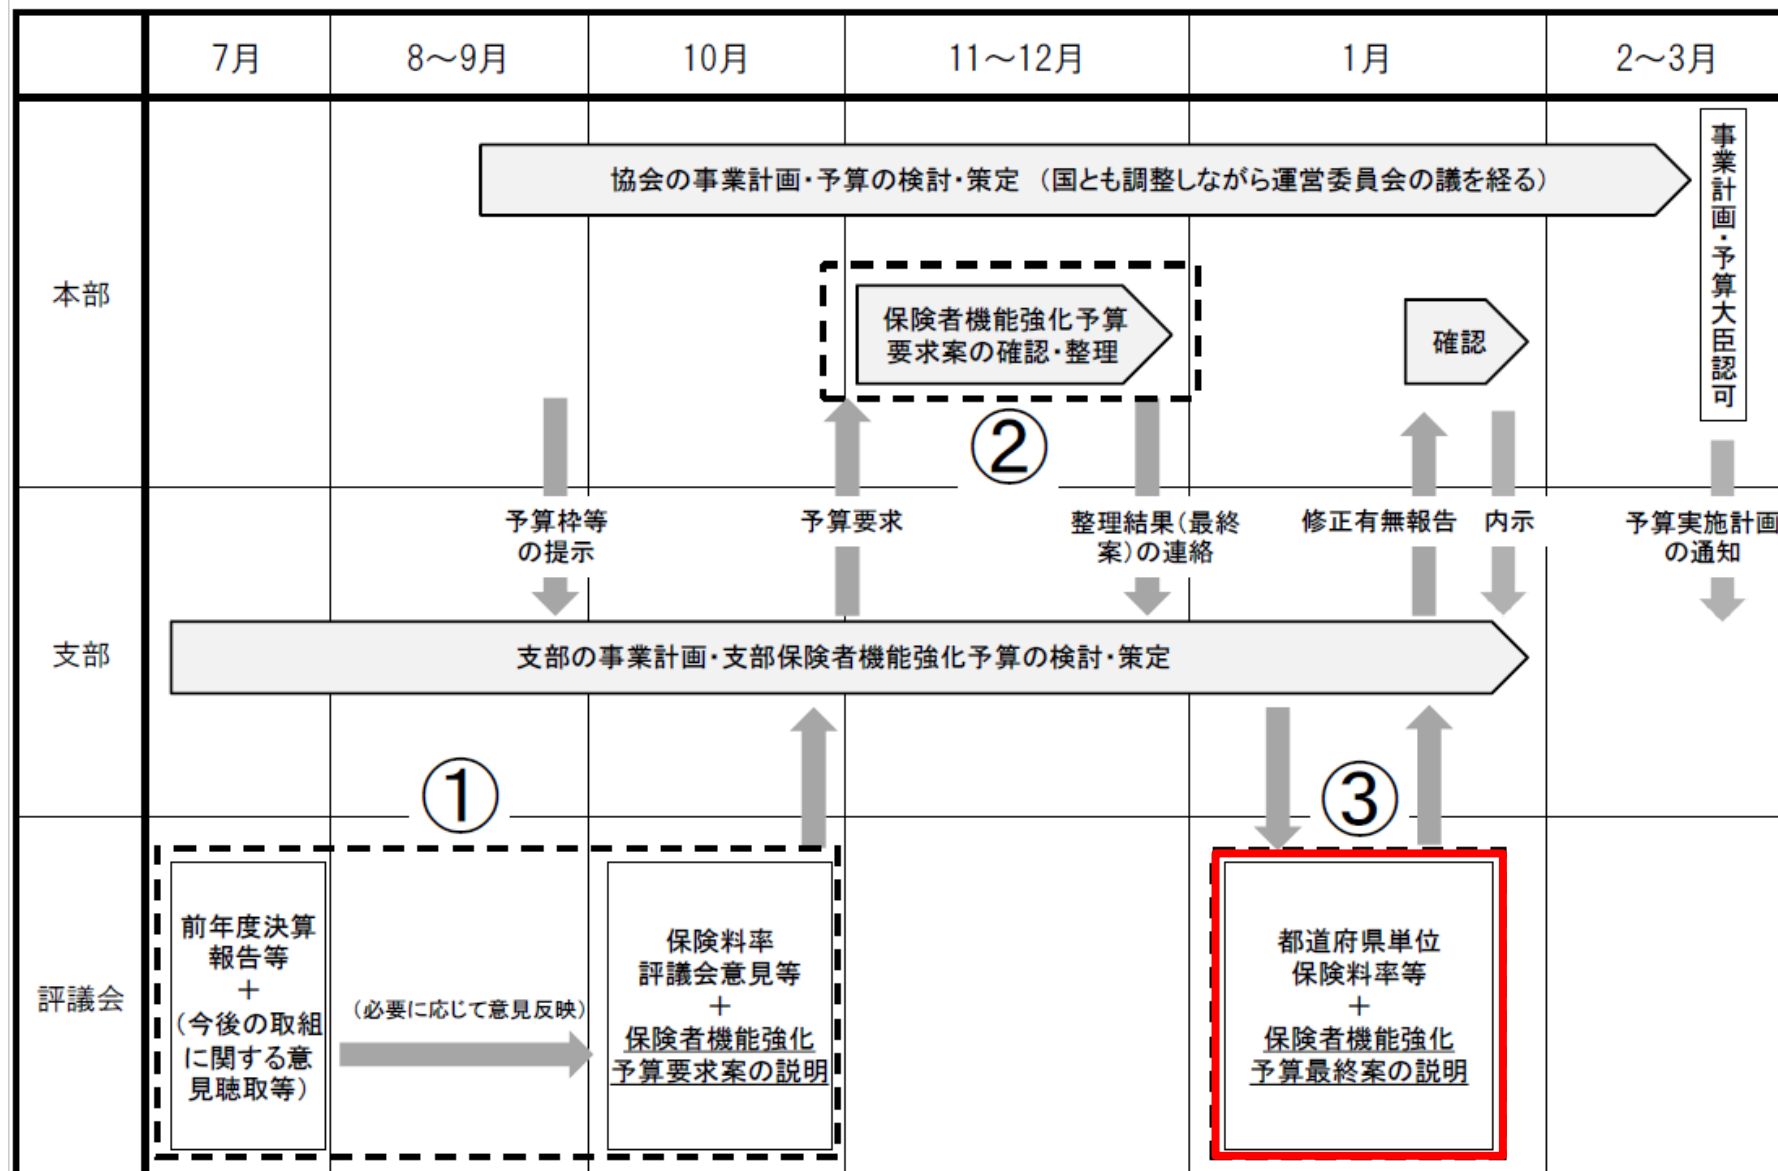 7月
8～9月
10月
11～12月
1月
2～3月
本部
協会の事業計画・予算の検討・策定 （国とも調整しながら運営委員会の議を経る）
事業計画・予算大臣認可
保険者機能強化予算
要求案の確認・整理
確認
②
予算枠等
の提示
予算要求
整理結果（最終
案）の連絡
修正有無報告
内示
予算実施計画
の通知
支部
支部の事業計画・支部保険者機能強化予算の検討・策定
①
③
評議会
前年度決算
報告等
＋
（今後の取組
に関する意
見聴取等）
（必要に応じて意見反映）
保険料率
評議会意見等
＋
保険者機能強化
予算要求案の説明
都道府県単位
保険料率等
＋
保険者機能強化
予算最終案の説明